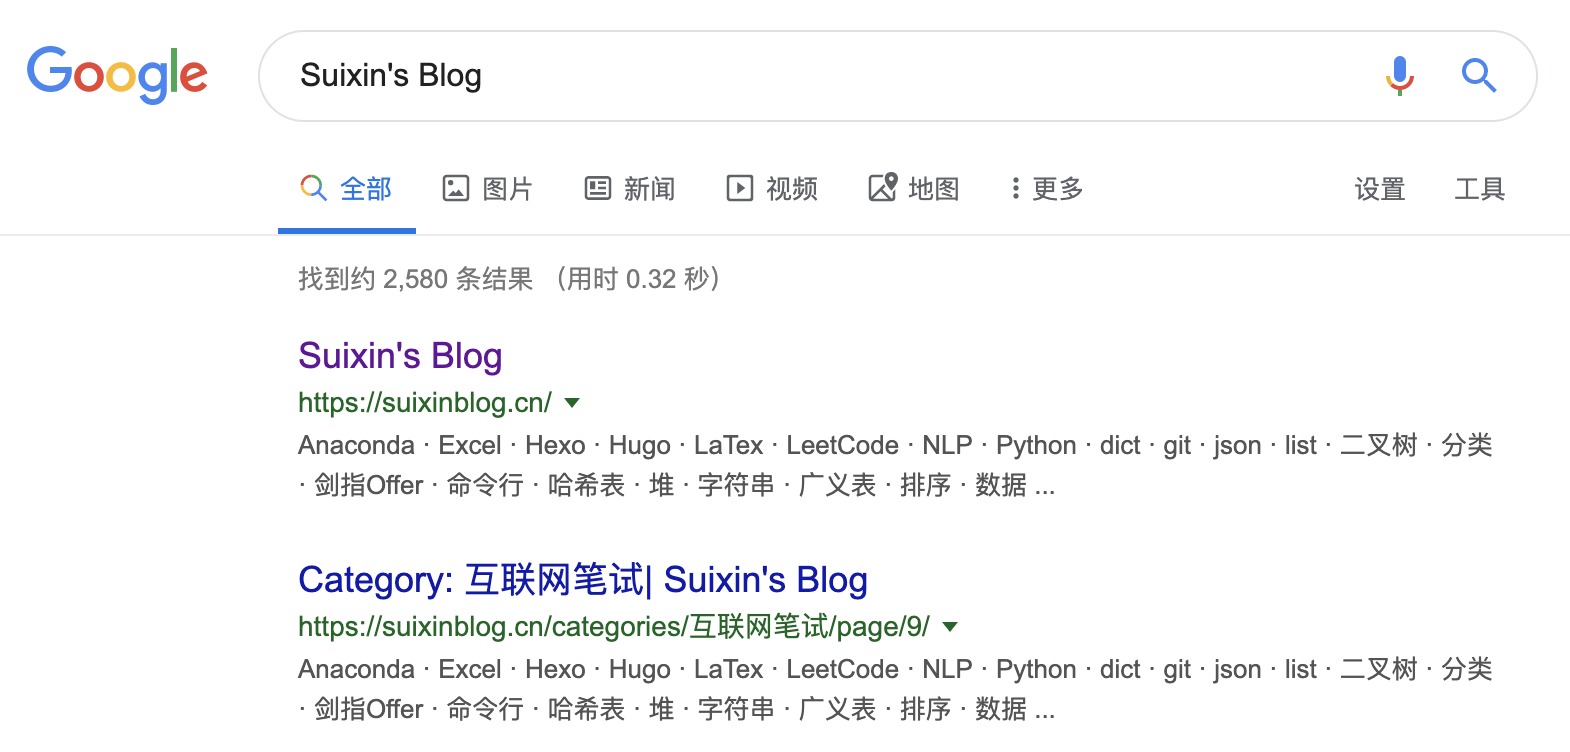 Google
Suixin's Blog
全部 图片 新闻 视频 地图 更多 设置 工具
找到约 2,580 条结果 （用时 0.32 秒）
Suixin's Blog
https://suixinblog.cn/
Anaconda · Excel · Hexo · Hugo · LaTex · LeetCode · NLP · Python · dict · git · json · list · 二叉树 · 分类
· 剑指Offer · 命令行 · 哈希表 · 堆 · 字符串 · 广义表 · 排序 · 数据 ...
Category: 互联网笔试| Suixin's Blog
https://suixinblog.cn/categories/互联网笔试/page/9/
Anaconda · Excel · Hexo · Hugo · LaTex · LeetCode · NLP · Python · dict · git · json · list · 二叉树 · 分类
· 剑指Offer · 命令行 · 哈希表 · 堆 · 字符串 · 广义表 · 排序 · 数据 ...